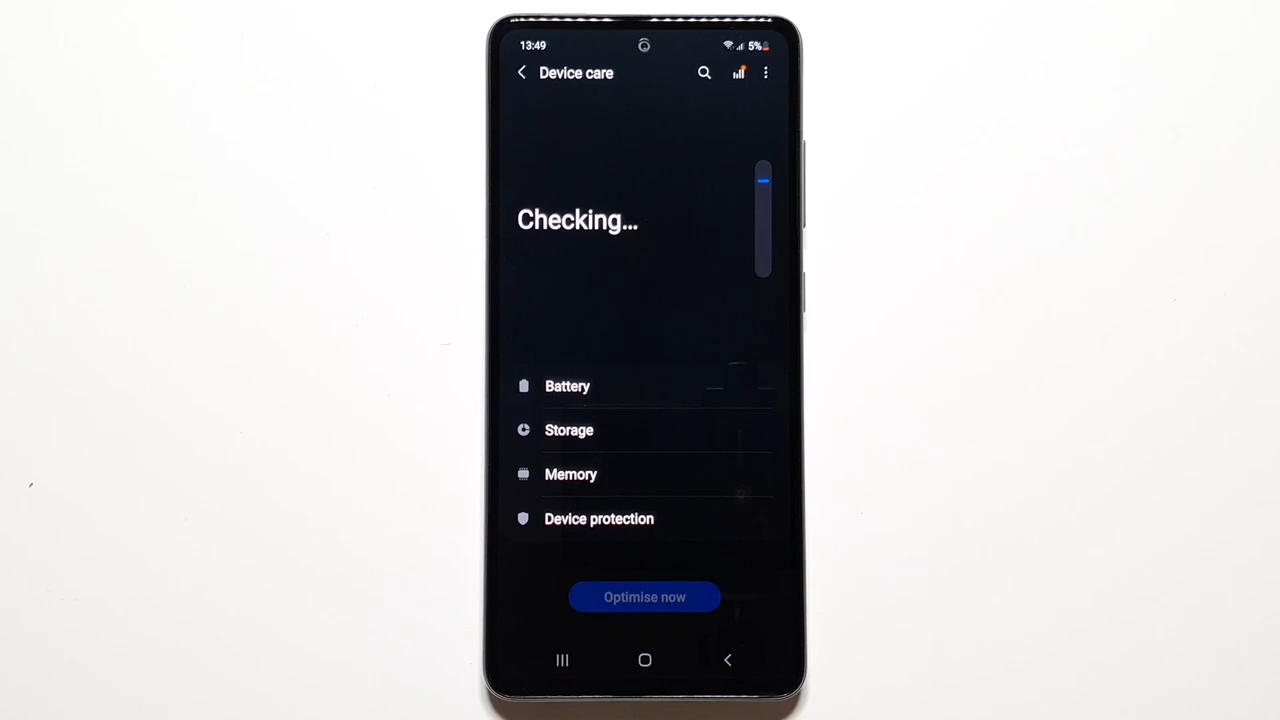 13:49 5%
Device care
Checking...
Battery
Storage
Memory
Device protection
Optimise now